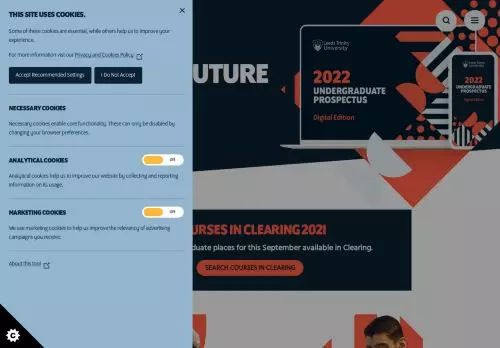 THIS SITE USES COOKIES.
Some of these cookies are essential, while others help us to improve your
experience.
For more information visit our Privacy and Cookies Policy
Accept Recommended Settings
I Do Not Accept
NECESSARY COOKIES
Necessary cookies enable core functionality. These can only be disabled by
changing your browser preferences.
ANALYTICAL COOKIES
Off
Analytical cookies help us to improve our website by collecting and reporting
information on its usage.
MARKETING COOKIES
Off
We use marketing cookies to help us improve the relevancy of advertising
campaigns you receive.
About this tool
UTURE
Leeds Trinity
University
2022
UNDERGRADUATE
PROSPECTUS
Digital Edition
2022
UNDERGRADUATE
PROSPECTUS
Digital Edition
OURSES IN CLEARING 2021
duate places for this September available in Clearing.
SEARCH COURSES IN CLEARING